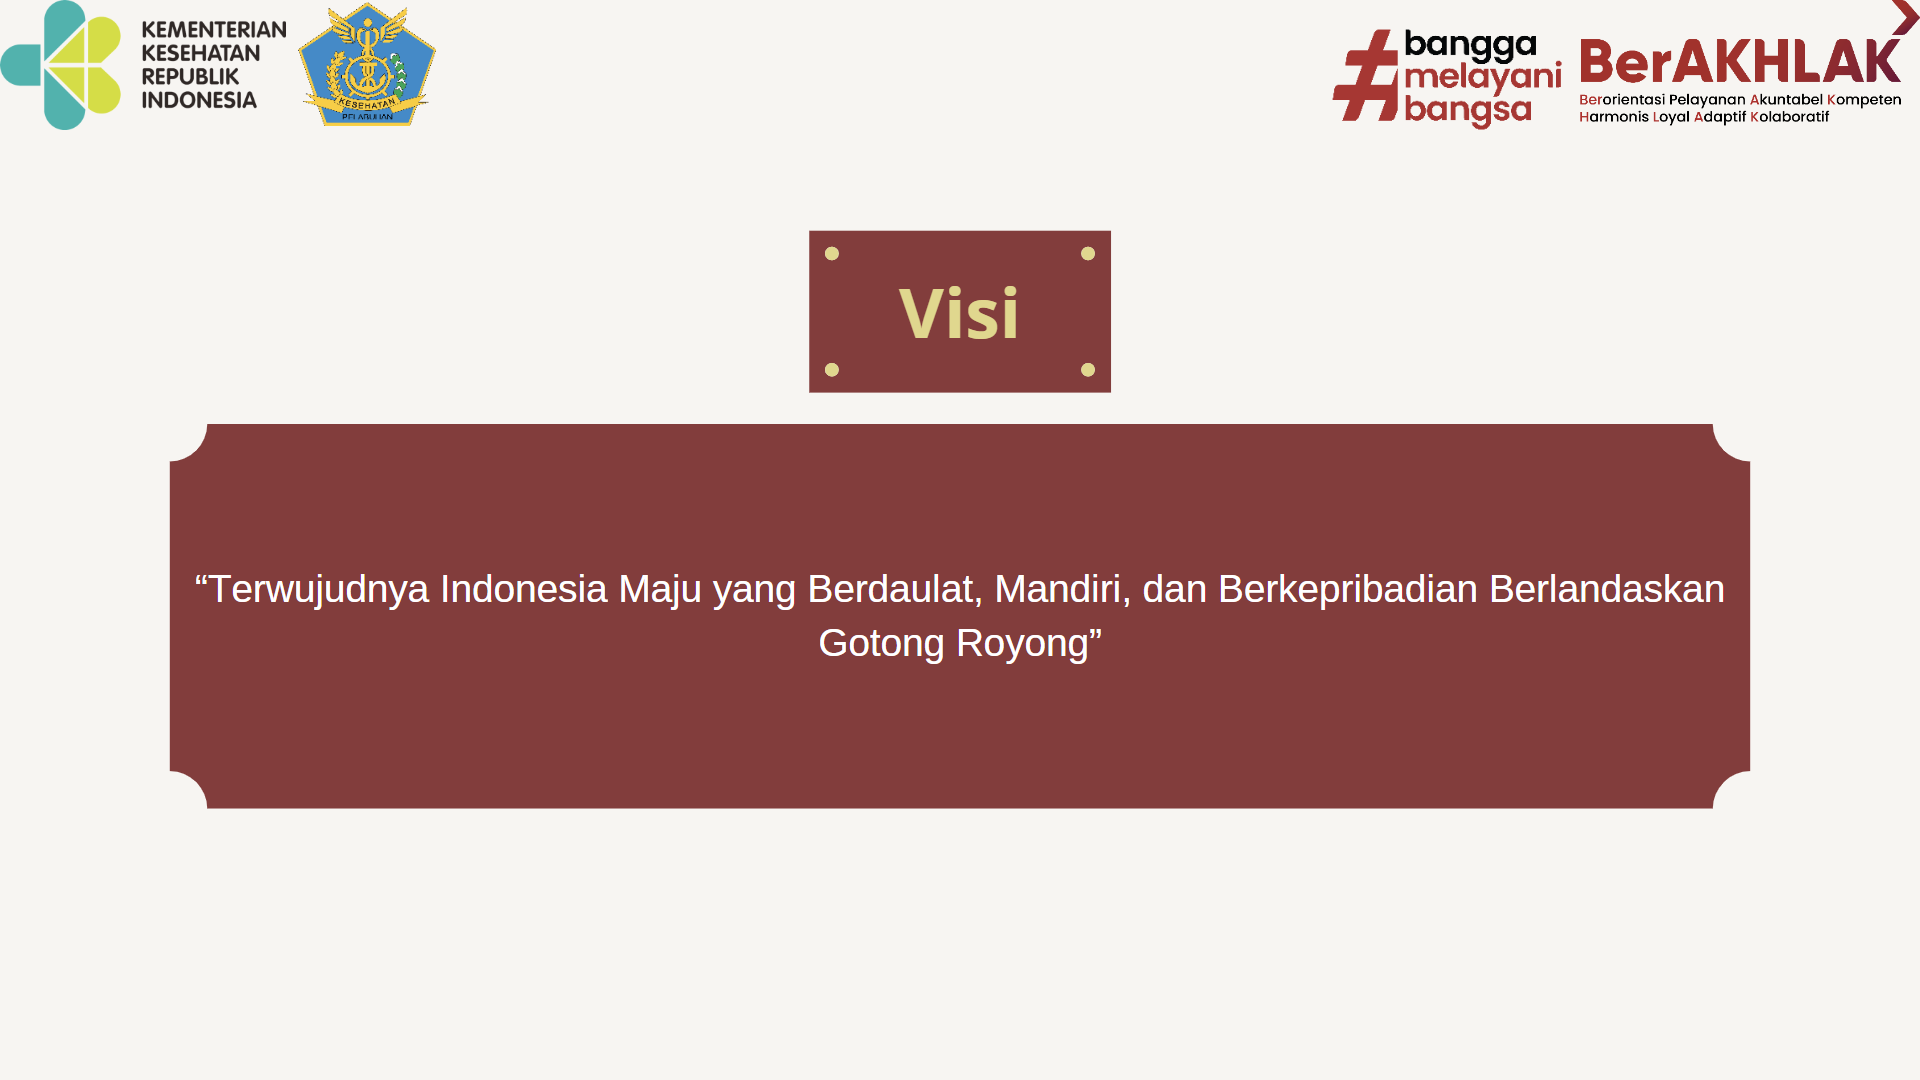 KEMENTERIAN
KESEHATAN
REPUBLIK
INDONESIA
KESEHATAN
PELABUHAN
#bangga
melayani
bangsa
BerAKHLAK
Berorientasi Pelayanan Akuntabel Kompeten
Harmonis Loyal Adaptif Kolaboratif
Visi
“Terwujudnya Indonesia Maju yang Berdaulat, Mandiri, dan Berkepribadian Berlandaskan
Gotong Royong”